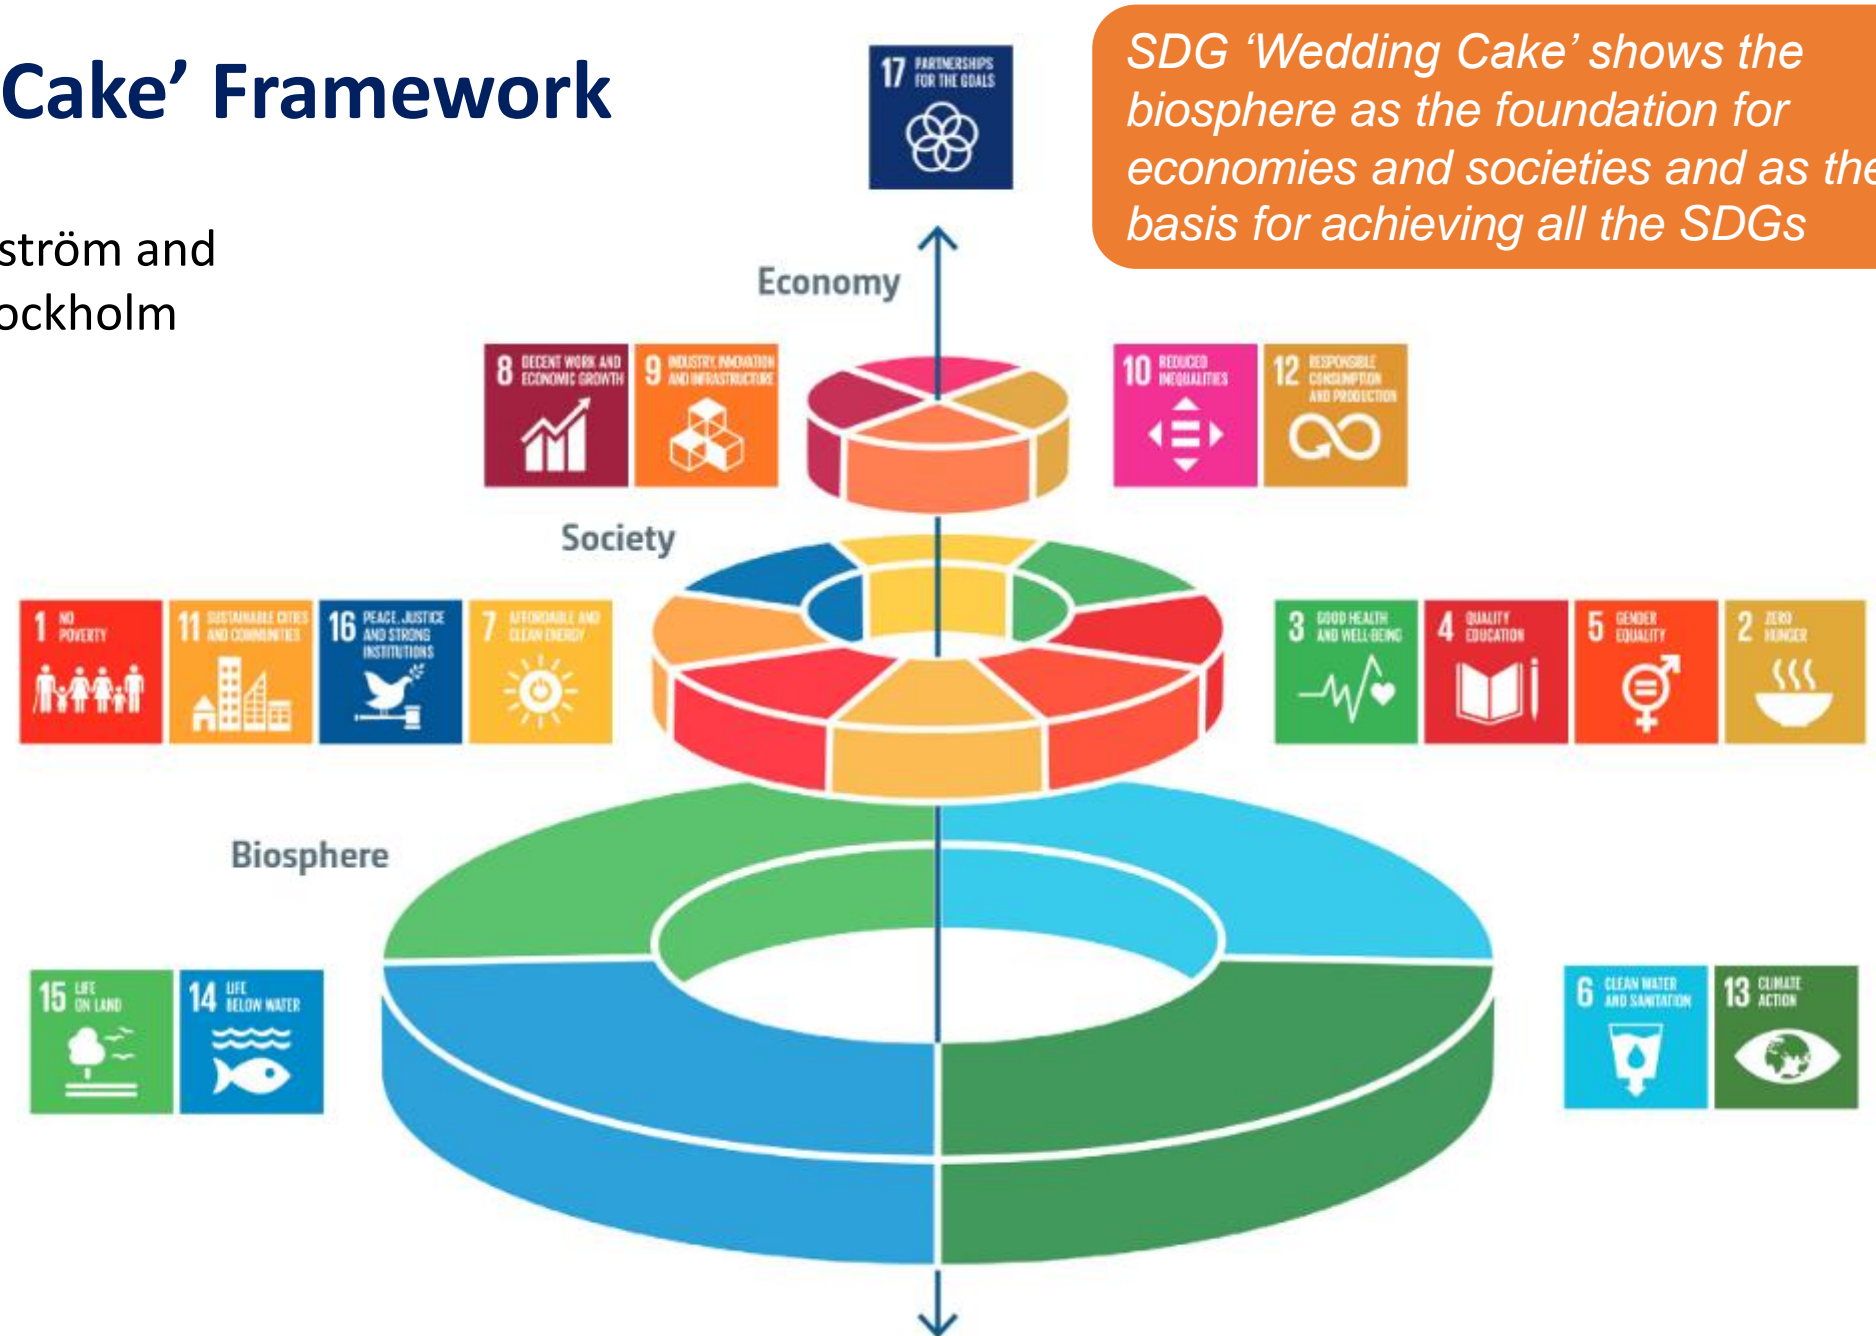 Cake’ Framework
ström and
ockholm
SDG ‘Wedding Cake’ shows the
biosphere as the foundation for
economies and societies and as the
basis for achieving all the SDGs
17 PARTNERSHIPS
FOR THE GOALS
Economy
8 DECENT WORK AND
ECONOMIC GROWTH
9 INDUSTRY, INNOVATION
AND INFRASTRUCTURE
10 REDUCED
INEQUALITIES
12 RESPONSIBLE
CONSUMPTION
AND PRODUCTION
Society
1 NO
POVERTY
11 SUSTAINABLE CITIES
AND COMMUNITIES
16 PEACE, JUSTICE
AND STRONG
INSTITUTIONS
7 AFFORDABLE AND
CLEAN ENERGY
3 GOOD HEALTH
AND WELL-BEING
4 QUALITY
EDUCATION
5 GENDER
EQUALITY
2 ZERO
HUNGER
Biosphere
15 LIFE
ON LAND
14 LIFE
BELOW WATER
6 CLEAN WATER
AND SANITATION
13 CLIMATE
ACTION